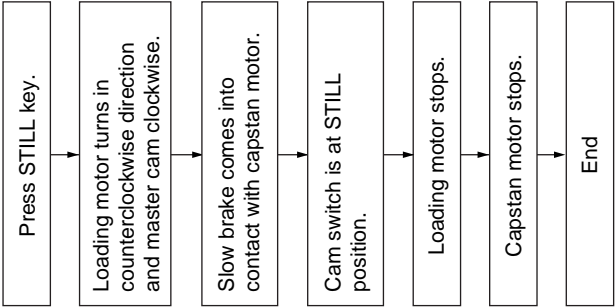 Press STILL key.
Loading motor turns in
counterclockwise direction
and master cam clockwise.
Slow brake comes into
contact with capstan motor.
Cam switch is at STILL
position.
Loading motor stops.
Capstan motor stops.
End